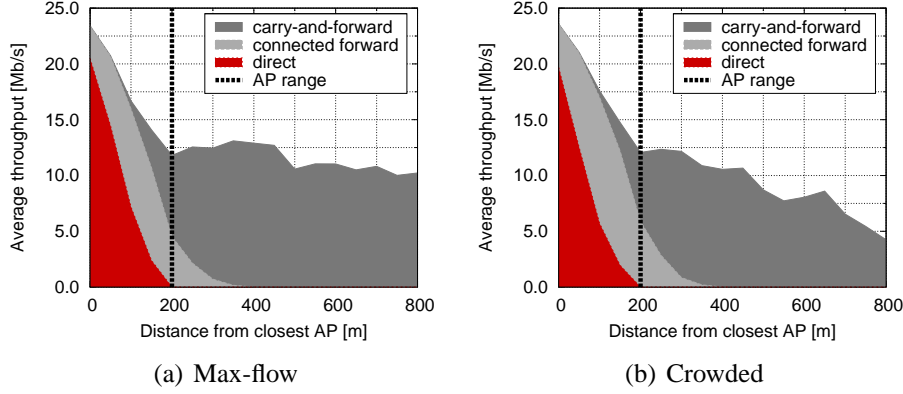 Average throughput [Mb/s]
25.0
20.0
15.0
10.0
5.0
0.0
0 200 400 600 800
Distance from closest AP [m]
carry-and-forward
connected forward
direct
AP range
(a) Max-flow
Average throughput [Mb/s]
25.0
20.0
15.0
10.0
5.0
0.0
0 200 400 600 800
Distance from closest AP [m]
carry-and-forward
connected forward
direct
AP range
(b) Crowded